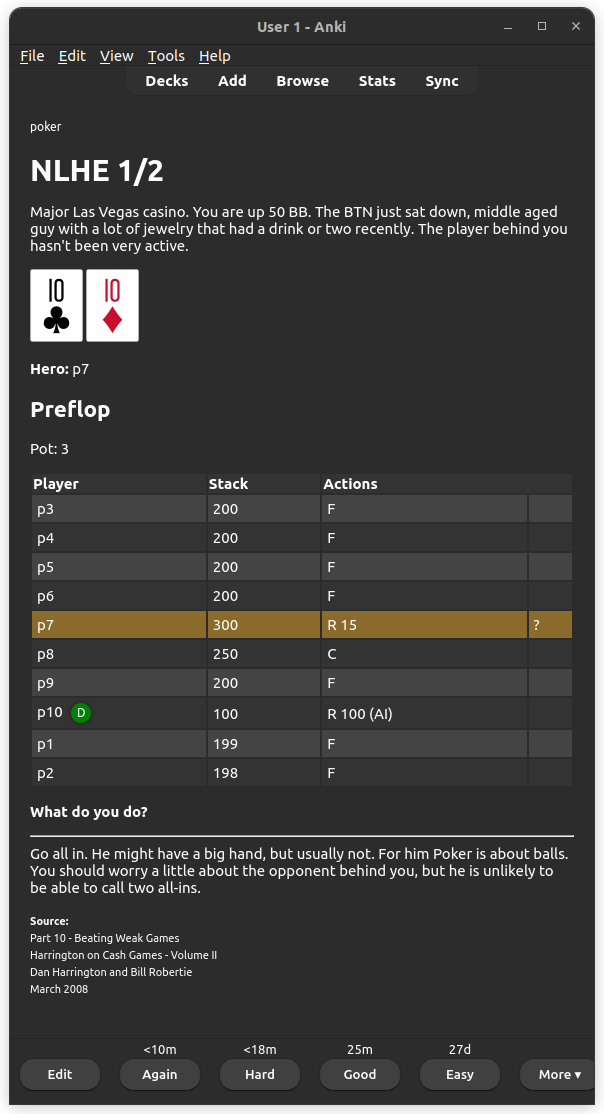 User 1 - Anki
File Edit View Tools Help
Decks Add Browse Stats Sync
poker
NLHE 1/2
Major Las Vegas casino. You are up 50 BB. The BTN just sat down, middle aged
guy with a lot of jewelry that had a drink or two recently. The player behind you
hasn't been very active.
10 10
Hero: p7
Preflop
Pot: 3
Player Stack Actions
p3 200 F
p4 200 F
p5 200 F
p6 200 F
p7 300 R 15 ?
p8 250 C
p9 200 F
p10 D 100 R 100 (AI)
p1 199 F
p2 198 F
What do you do?
Go all in. He might have a big hand, but usually not. For him Poker is about balls.
You should worry a little about the opponent behind you, but he is unlikely to
be able to call two all-ins.
Source:
Part 10 - Beating Weak Games
Harrington on Cash Games - Volume II
Dan Harrington and Bill Robertie
March 2008
<10m <18m 25m 27d
Edit Again Hard Good Easy More ▾